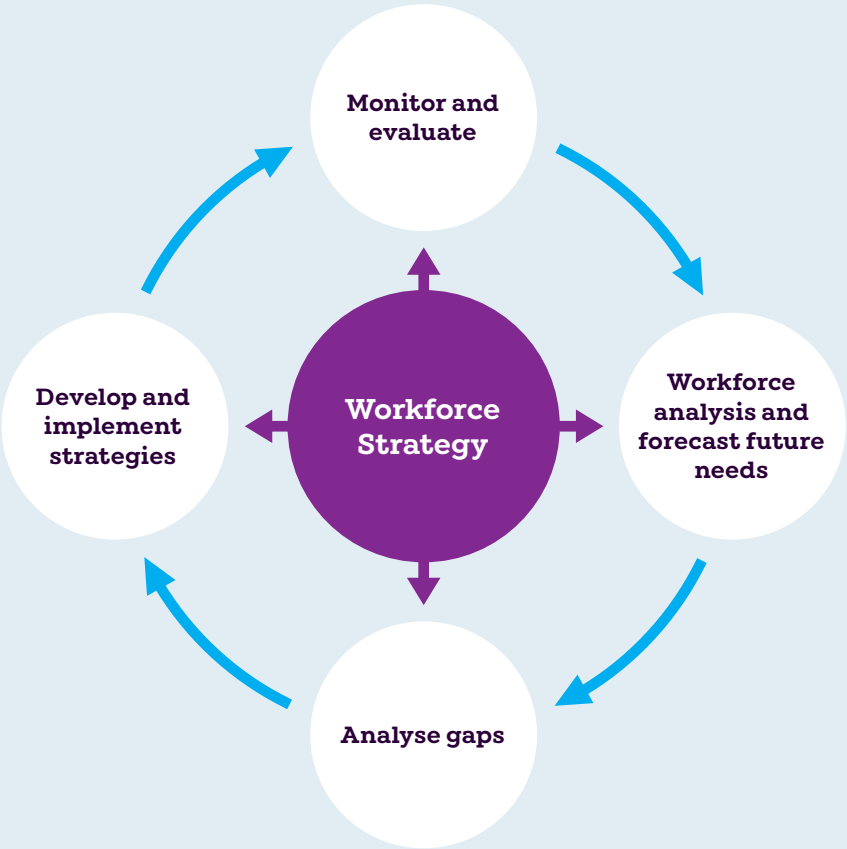 Monitor and
evaluate
Workforce
analysis and
forecast future
needs
Analyse gaps
Develop and
implement
strategies
Workforce
Strategy